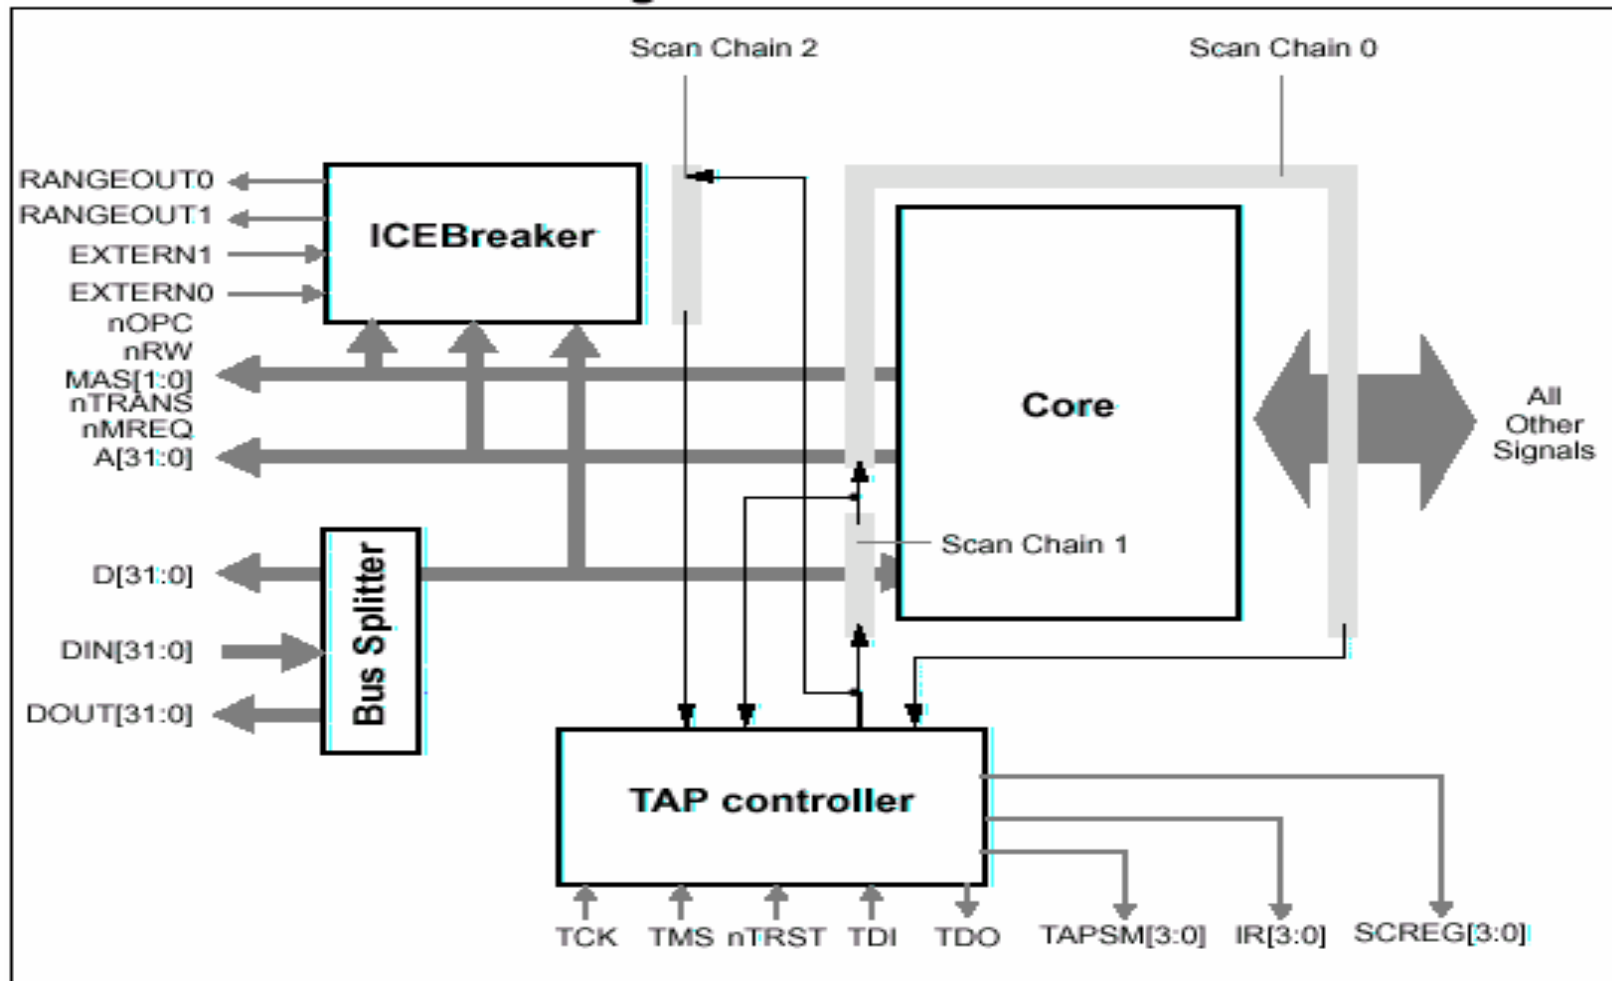 Scan Chain 2
Scan Chain 0
RANGEOUT0
RANGEOUT1
EXTERN1
EXTERN0
nOPC
nRW
MAS[1:0]
nTRANS
nMREQ
A[31:0]
D[31:0]
DIN[31:0]
DOUT[31:0]
ICEBreaker
Core
All
Other
Signals
Scan Chain 1
Bus Splitter
TAP controller
TCK
TMS
nTRST
TDI
TDO
TAPSM[3:0]
IR[3:0]
SCREG[3:0]